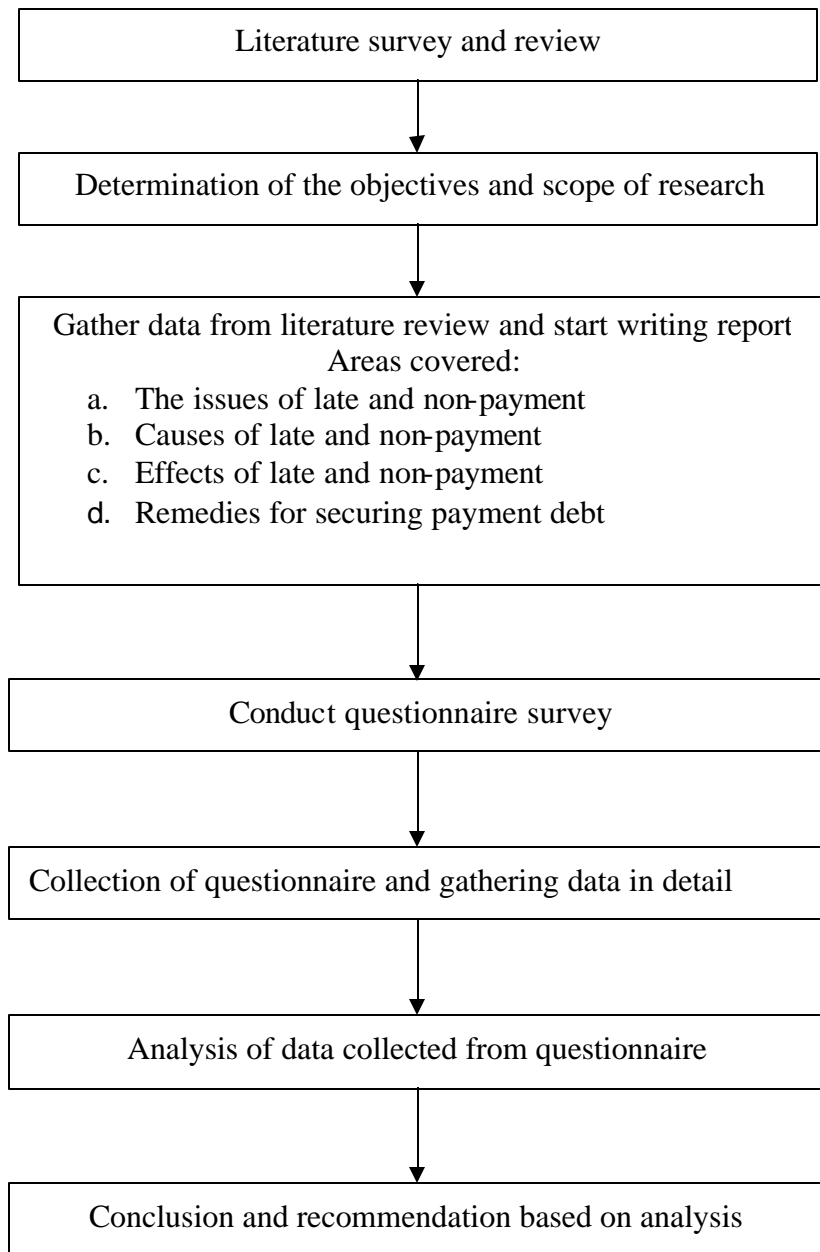 Literature survey and review
Determination of the objectives and scope of research
Gather data from literature review and start writing report
Areas covered:
a. The issues of late and non-payment
b. Causes of late and non-payment
c. Effects of late and non-payment
d. Remedies for securing payment debt
Conduct questionnaire survey
Collection of questionnaire and gathering data in detail
Analysis of data collected from questionnaire
Conclusion and recommendation based on analysis